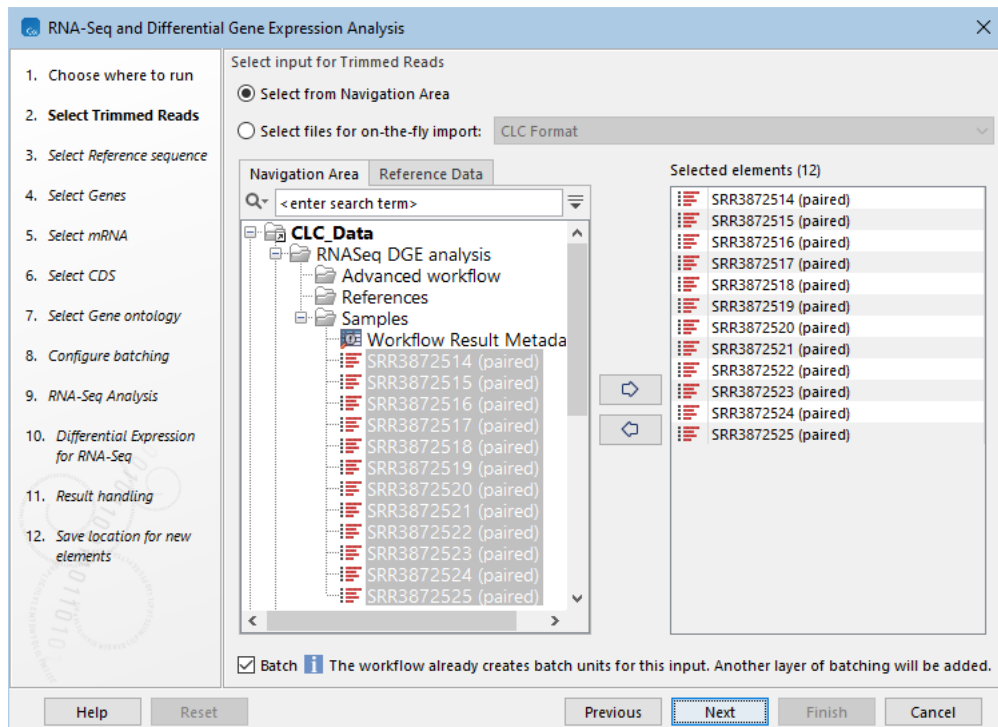 RNA-Seq and Differential Gene Expression Analysis
1. Choose where to run
2. Select Trimmed Reads
3. Select Reference sequence
4. Select Genes
5. Select mRNA
6. Select CDS
7. Select Gene ontology
8. Configure batching
9. RNA-Seq Analysis
10. Differential Expression
for RNA-Seq
11. Result handling
12. Save location for new
elements
Select input for Trimmed Reads
Select from Navigation Area
Select files for on-the-fly import: CLC Format
Navigation Area Reference Data
<enter search term>
CLC_Data
RNASeq DGE analysis
Advanced workflow
References
Samples
Workflow Result Metada
SRR3872514 (paired)
SRR3872515 (paired)
SRR3872516 (paired)
SRR3872517 (paired)
SRR3872518 (paired)
SRR3872519 (paired)
SRR3872520 (paired)
SRR3872521 (paired)
SRR3872522 (paired)
SRR3872523 (paired)
SRR3872524 (paired)
SRR3872525 (paired)
Selected elements (12)
SRR3872514 (paired)
SRR3872515 (paired)
SRR3872516 (paired)
SRR3872517 (paired)
SRR3872518 (paired)
SRR3872519 (paired)
SRR3872520 (paired)
SRR3872521 (paired)
SRR3872522 (paired)
SRR3872523 (paired)
SRR3872524 (paired)
SRR3872525 (paired)
Batch The workflow already creates batch units for this input. Another layer of batching will be added.
Help Reset Previous Next Finish Cancel